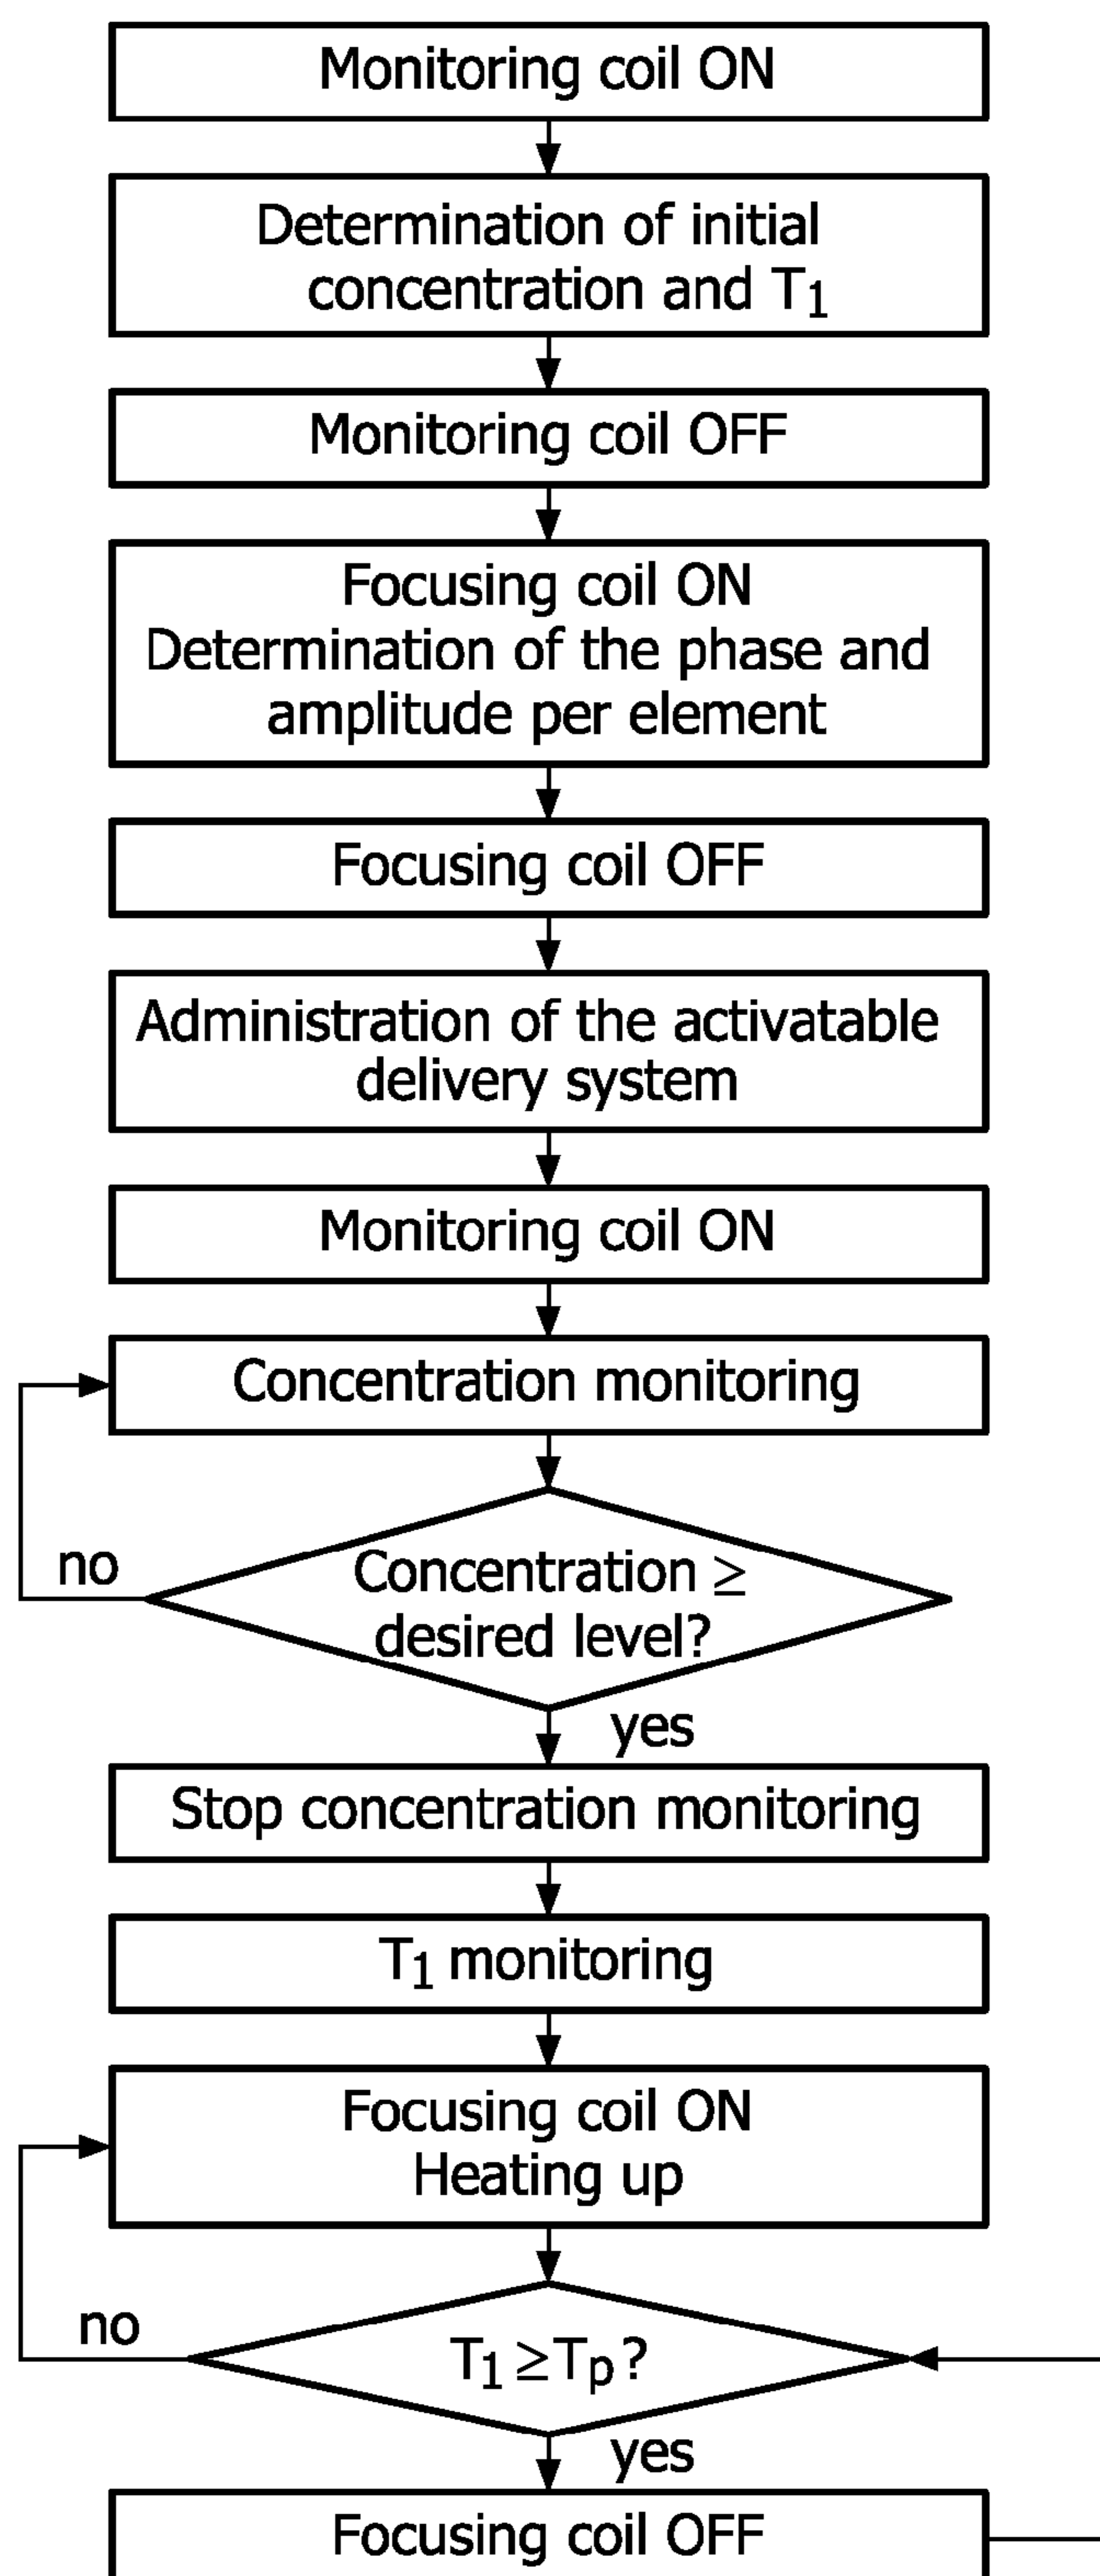 Monitoring coil ON
Determination of initial
concentration and T₁
Monitoring coil OFF
Focusing coil ON
Determination of the phase and
amplitude per element
Focusing coil OFF
Administration of the activatable
delivery system
Monitoring coil ON
Concentration monitoring
no
Concentration ≥
desired level?
yes
Stop concentration monitoring
T₁ monitoring
Focusing coil ON
Heating up
no
T₁ ≥Tₚ?
yes
Focusing coil OFF